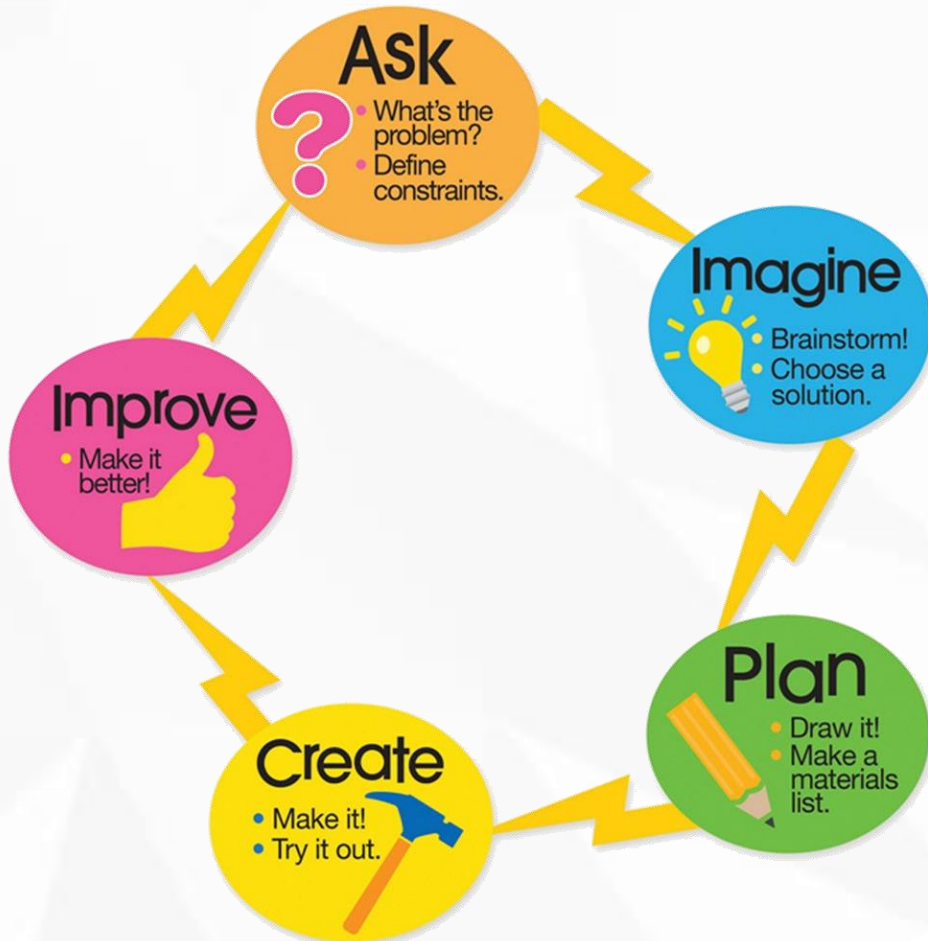 Ask
• What's the
problem?
• Define
constraints.
Imagine
• Brainstorm!
• Choose a
solution.
Plan
• Draw it!
• Make a
materials
list.
Create
• Make it!
• Try it out.
Improve
• Make it
better!